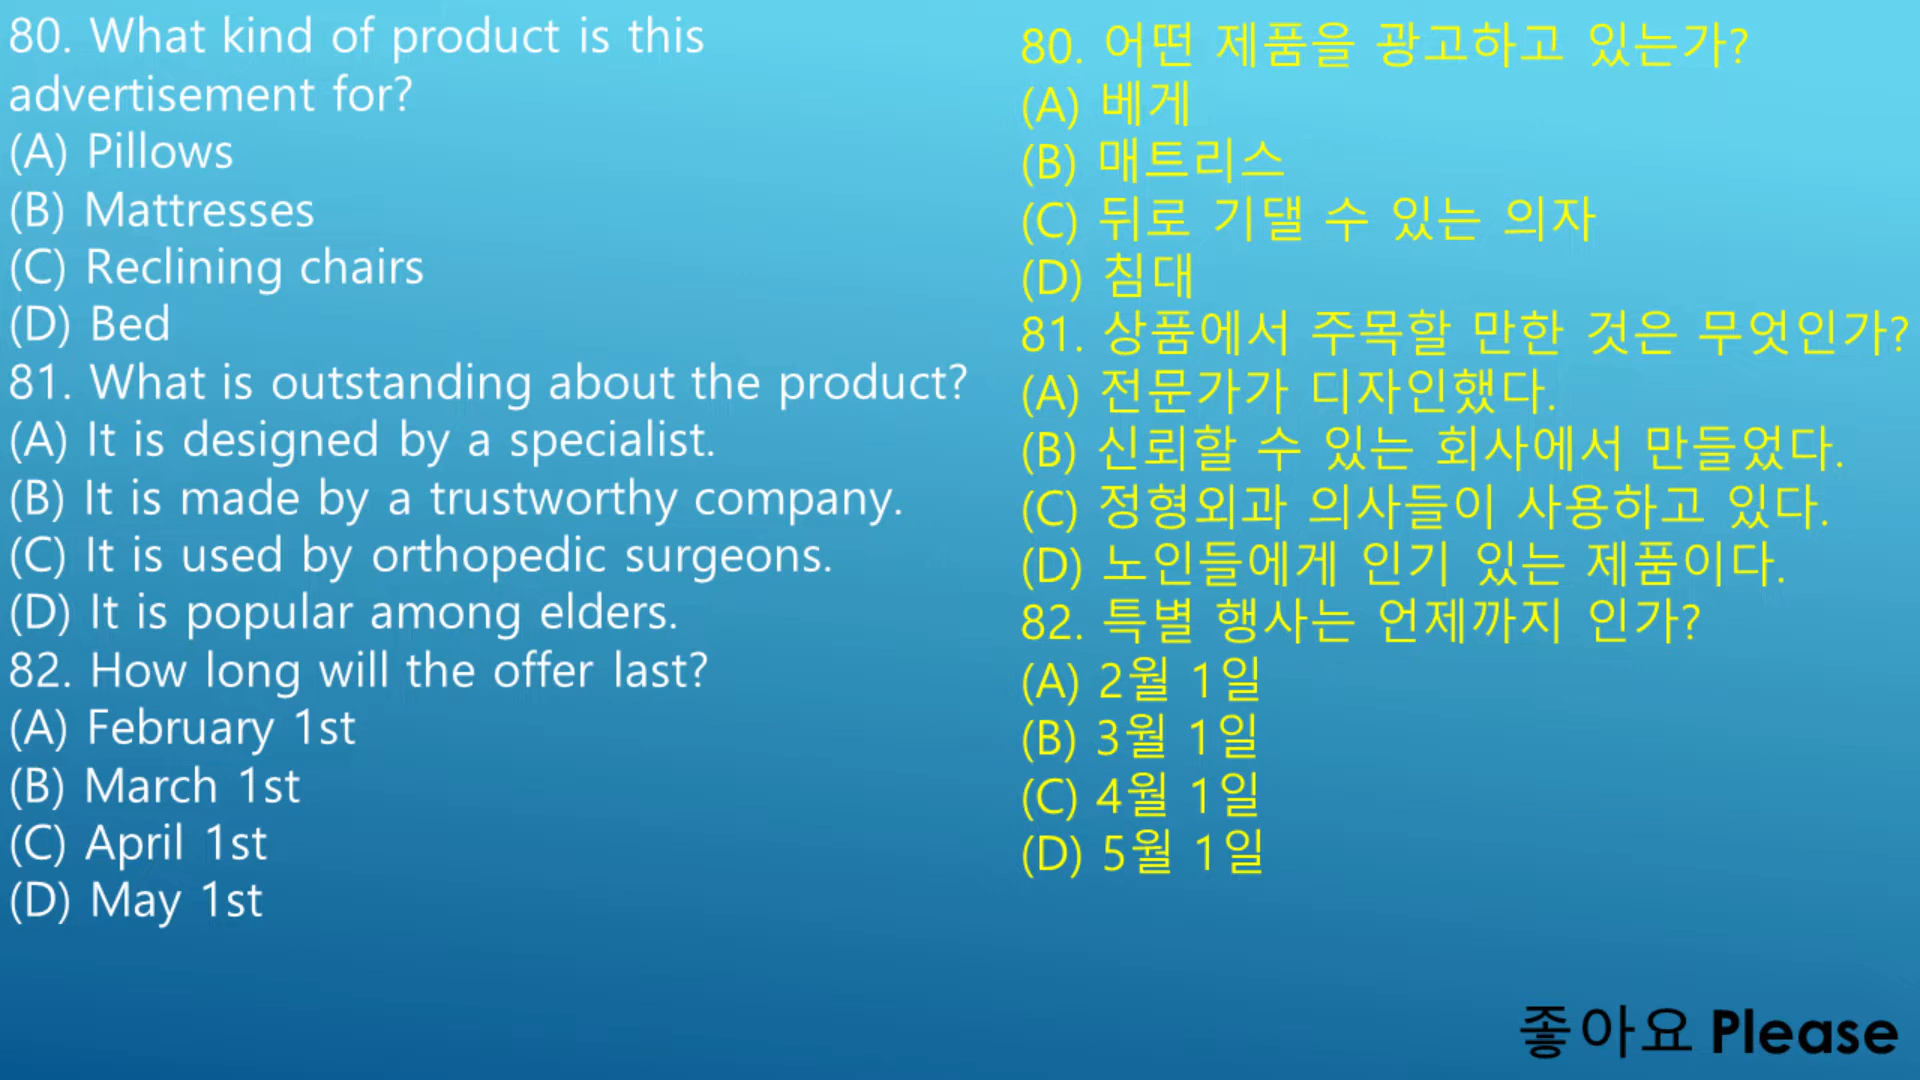 80. What kind of product is this
advertisement for?
(A) Pillows
(B) Mattresses
(C) Reclining chairs
(D) Bed
81. What is outstanding about the product?
(A) It is designed by a specialist.
(B) It is made by a trustworthy company.
(C) It is used by orthopedic surgeons.
(D) It is popular among elders.
82. How long will the offer last?
(A) February 1st
(B) March 1st
(C) April 1st
(D) May 1st
80. 어떤 제품을 광고하고 있는가?
(A) 베게
(B) 매트리스
(C) 뒤로 기댈 수 있는 의자
(D) 침대
81. 상품에서 주목할 만한 것은 무엇인가?
(A) 전문가가 디자인했다.
(B) 신뢰할 수 있는 회사에서 만들었다.
(C) 정형외과 의사들이 사용하고 있다.
(D) 노인들에게 인기 있는 제품이다.
82. 특별 행사는 언제까지 인가?
(A) 2월 1일
(B) 3월 1일
(C) 4월 1일
(D) 5월 1일
좋아요 Please